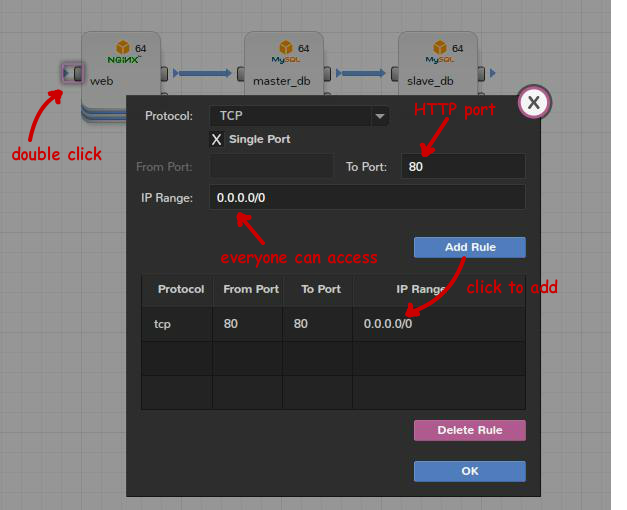 64
NGINX
web
64
MySQL
master_db
64
MySQL
slave_db
double click
Protocol:
TCP
X
HTTP port
X Single Port
From Port:
To Port:
80
IP Range:
0.0.0.0/0
everyone can access
Add Rule
click to add
Protocol From Port To Port IP Range
tcp 80 80 0.0.0.0/0
Delete Rule
OK